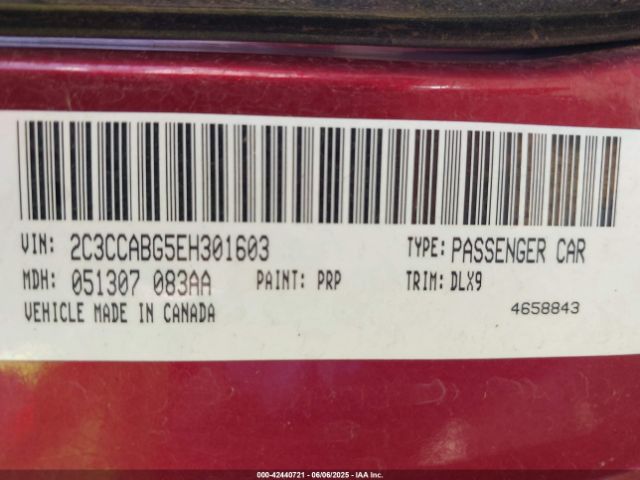 VIN: 2C3CCABG5EH301603 TYPE: PASSENGER CAR
MDH: 051307 083AA PAINT: PRP TRIM: DLX9
VEHICLE MADE IN CANADA 4658843
000-42440721 - 06/06/2025 - IAA Inc.